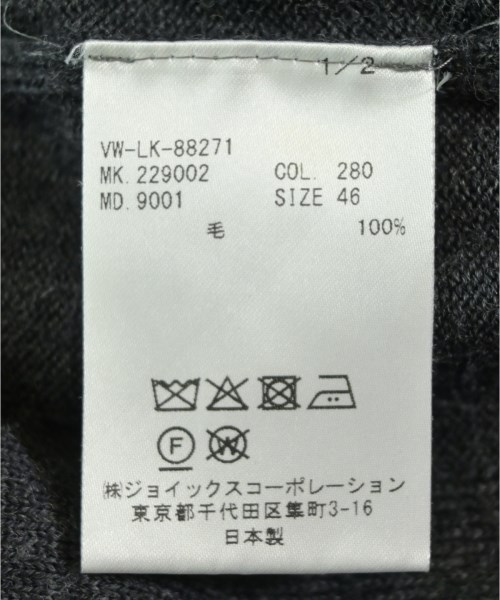 1/2
VW-LK-88271
MK. 229002 COL. 280
MD. 9001 SIZE 46
毛 100%
F
W
㈱ジョイックスコーポレーション
東京都千代田区隼町3-16
日本製